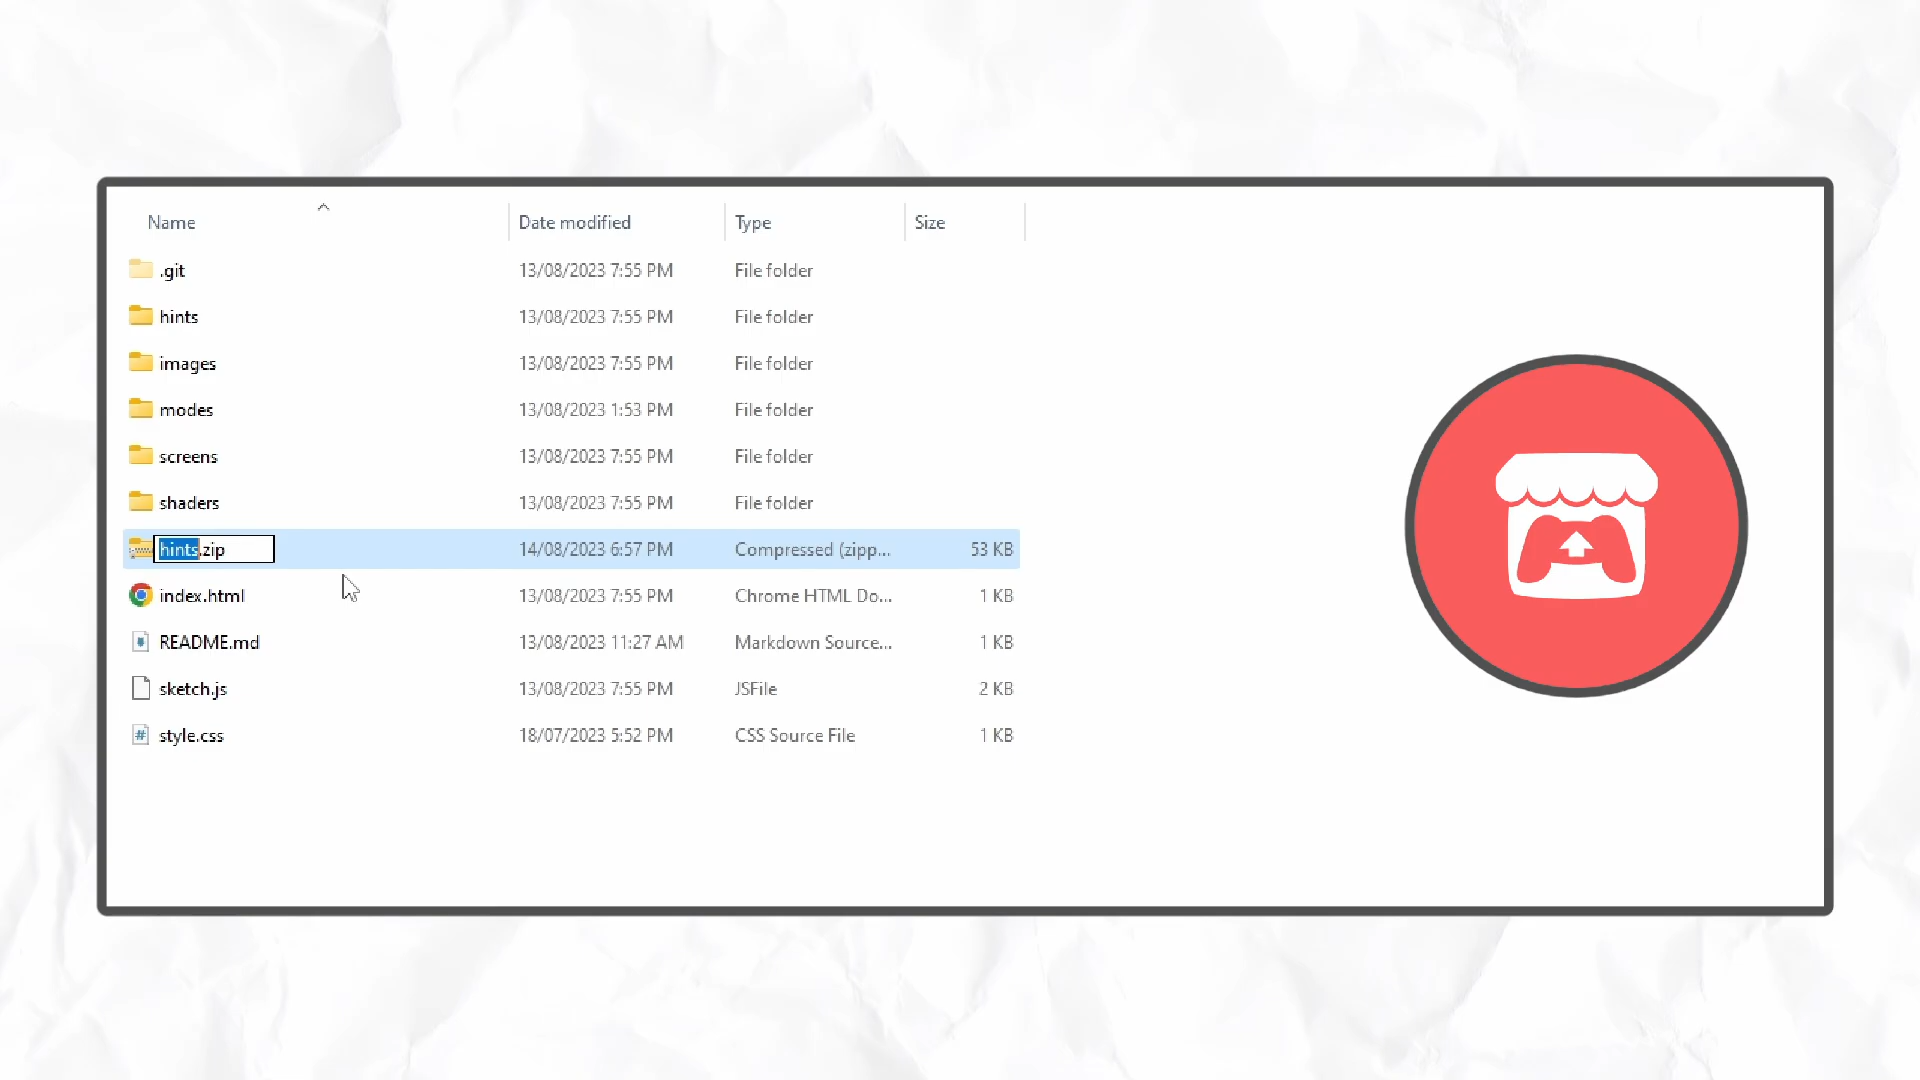 Name Date modified Type Size
.git 13/08/2023 7:55 PM File folder
hints 13/08/2023 7:55 PM File folder
images 13/08/2023 7:55 PM File folder
modes 13/08/2023 1:53 PM File folder
screens 13/08/2023 7:55 PM File folder
shaders 13/08/2023 7:55 PM File folder
hints.zip 14/08/2023 6:57 PM Compressed (zipp... 53 KB
index.html 13/08/2023 7:55 PM Chrome HTML Do... 1 KB
README.md 13/08/2023 11:27 AM Markdown Source... 1 KB
sketch.js 13/08/2023 7:55 PM JSFile 2 KB
style.css 18/07/2023 5:52 PM CSS Source File 1 KB